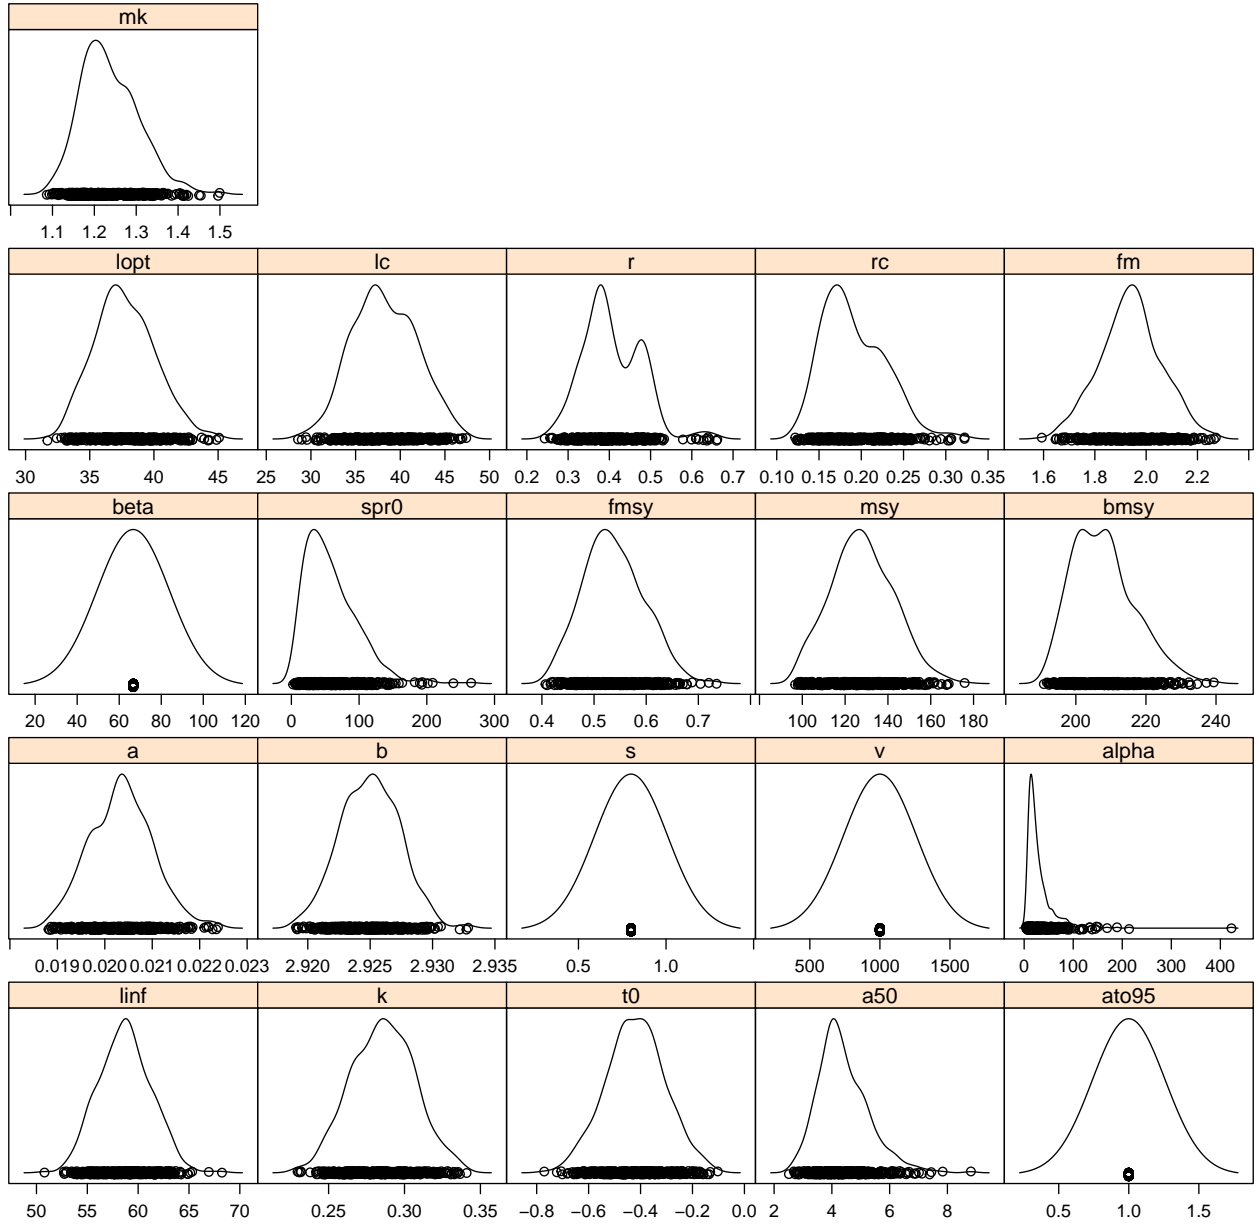 mk
1.1 1.2 1.3 1.4 1.5
lopt lc r rc fm
30 35 40 45 25 30 35 40 45 50 0.2 0.3 0.4 0.5 0.6 0.7 0.10 0.15 0.20 0.25 0.30 0.35 1.6 1.8 2.0 2.2
beta spr0 fmsy msy bmsy
20 40 60 80 100 120 0 100 200 300 0.4 0.5 0.6 0.7 100 120 140 160 180 200 220 240
a b s v alpha
0.019 0.020 0.021 0.022 0.023 2.920 2.925 2.930 2.935 0.5 1.0 500 1000 1500 0 100 200 300 400
linf k t0 a50 ato95
50 55 60 65 70 0.25 0.30 0.35 −0.8 −0.6 −0.4 −0.2 0.0 2 4 6 8 0.5 1.0 1.5